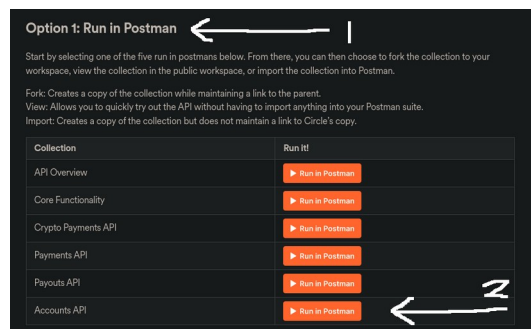 Option 1: Run in Postman
1
Start by selecting one of the five run in postmans below. From there, you can then choose to fork the collection to your
workspace, view the collection in the public workspace, or import the collection into Postman.
Fork: Creates a copy of the collection while maintaining a link to the parent.
View: Allows you to quickly try out the API without having to import anything into your Postman suite.
Import: Creates a copy of the collection but does not maintain a link to Circle's copy.
Collection Run it!
API Overview Run in Postman
Core Functionality Run in Postman
Crypto Payments API Run in Postman
Payments API Run in Postman
Payouts API Run in Postman
2
Accounts API Run in Postman